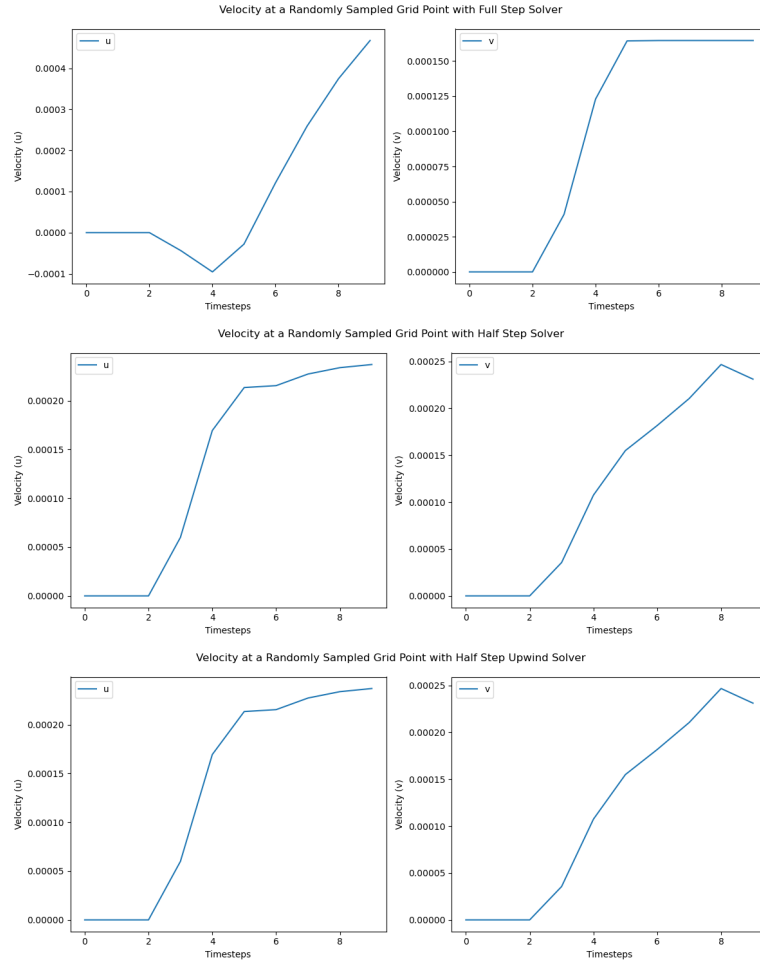 Velocity at a Randomly Sampled Grid Point with Full Step Solver
u
0.0004
0.0003
0.0002
0.0001
0.0000
−0.0001
Velocity (u)
0 2 4 6 8
Timesteps
v
0.000150
0.000125
0.000100
0.000075
0.000050
0.000025
0.000000
Velocity (v)
0 2 4 6 8
Timesteps
Velocity at a Randomly Sampled Grid Point with Half Step Solver
u
0.00020
0.00015
0.00010
0.00005
0.00000
Velocity (u)
0 2 4 6 8
Timesteps
v
0.00025
0.00020
0.00015
0.00010
0.00005
0.00000
Velocity (v)
0 2 4 6 8
Timesteps
Velocity at a Randomly Sampled Grid Point with Half Step Upwind Solver
u
0.00020
0.00015
0.00010
0.00005
0.00000
Velocity (u)
0 2 4 6 8
Timesteps
v
0.00025
0.00020
0.00015
0.00010
0.00005
0.00000
Velocity (v)
0 2 4 6 8
Timesteps